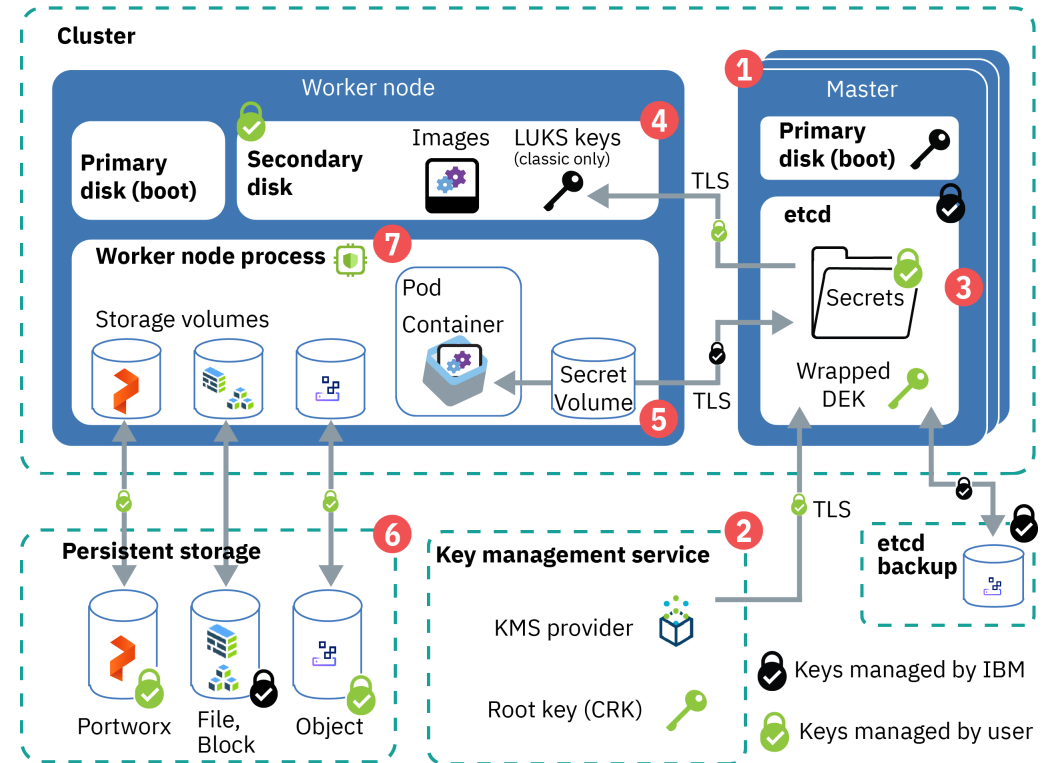 Cluster
Worker node
1
Master
Primary
disk (boot)
Secondary
disk
Images
LUKS keys
(classic only)
4
TLS
Primary
disk (boot)
etcd
Secrets
3
Wrapped
DEK
Worker node process
7
Storage volumes
Pod
Container
Secret
Volume
5
TLS
TLS
Persistent storage
6
Portworx
File,
Block
Object
Key management service
2
KMS provider
Root key (CRK)
etcd
backup
Keys managed by IBM
Keys managed by user